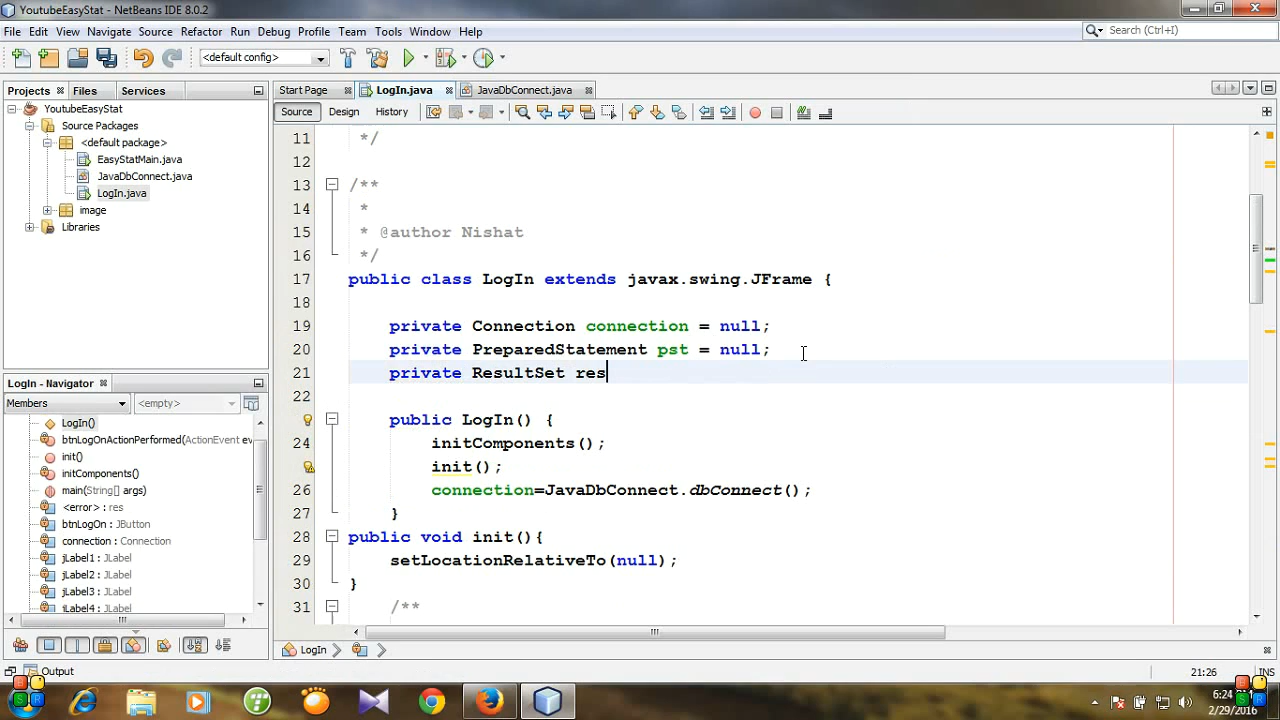 YoutubeEasyStat - NetBeans IDE 8.0.2
File Edit View Navigate Source Refactor Run Debug Profile Team Tools Window Help
Search (Ctrl+I)
<default config>
Projects Files Services
Start Page LogIn.java JavaDbConnect.java
Source Design History
YoutubeEasyStat
Source Packages
<default package>
EasyStatMain.java
JavaDbConnect.java
LogIn.java
image
Libraries
11 */
12
13 /**
14 *
15 * @author Nishat
16 */
17 public class LogIn extends javax.swing.JFrame {
18
19 private Connection connection = null;
20 private PreparedStatement pst = null;
21 private ResultSet res
22
public LogIn() {
24 initComponents();
init();
26 connection=JavaDbConnect.dbConnect();
27 }
28 public void init(){
29 setLocationRelativeTo(null);
30 }
31 /**
LogIn - Navigator
Members <empty>
LogIn()
btnLogOnActionPerformed(ActionEvent ev
init()
initComponents()
main(String[] args)
<error> : res
btnLogOn : JButton
connection : Connection
jLabel1 : JLabel
jLabel2 : JLabel
jLabel3 : JLabel
jLabel4 : JLabel
LogIn
Output
21:26 INS
6:24
2/29/2016